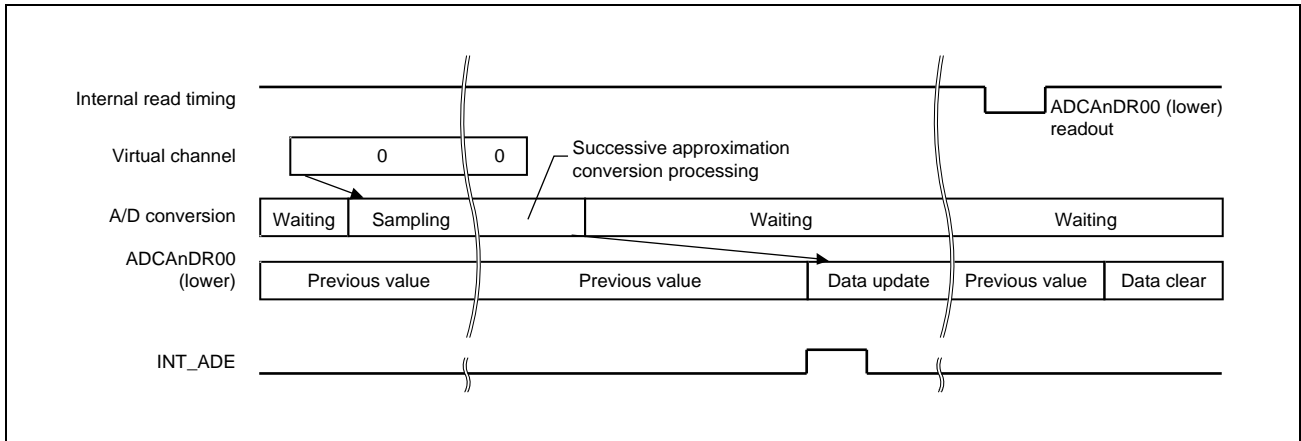 Internal read timing
ADCAnDR00 (lower)
readout
Virtual channel
0
0
Successive approximation
conversion processing
A/D conversion
Waiting
Sampling
Waiting
Waiting
ADCAnDR00
(lower)
Previous value
Previous value
Data update
Previous value
Data clear
INT_ADE